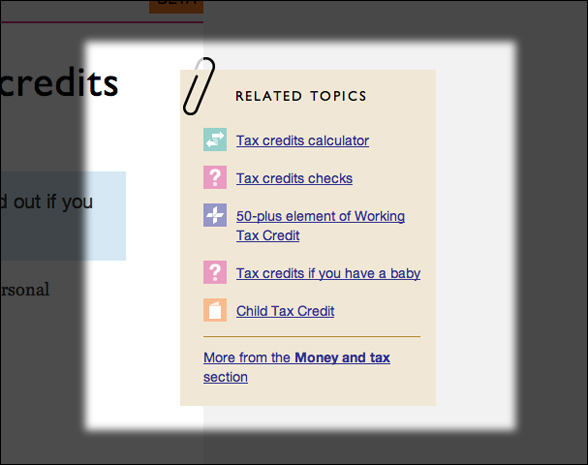 BETA
credits
d out if you
rsonal
RELATED TOPICS
Tax credits calculator
Tax credits checks
50-plus element of Working
Tax Credit
Tax credits if you have a baby
Child Tax Credit
More from the Money and tax
section